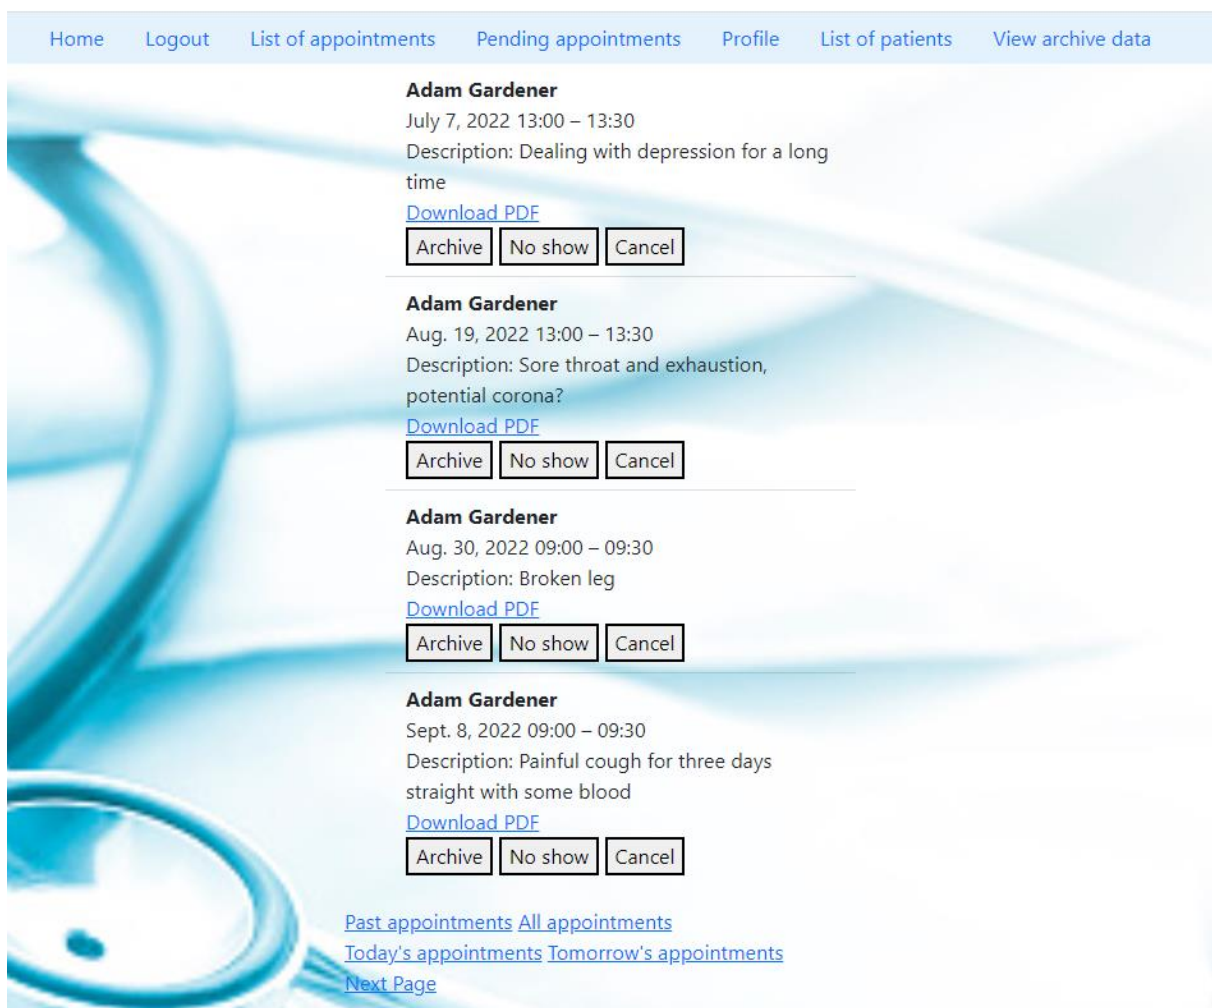 Home Logout List of appointments Pending appointments Profile List of patients View archive data
Adam Gardener
July 7, 2022 13:00 – 13:30
Description: Dealing with depression for a long
time
Download PDF
Archive No show Cancel
Adam Gardener
Aug. 19, 2022 13:00 – 13:30
Description: Sore throat and exhaustion,
potential corona?
Download PDF
Archive No show Cancel
Adam Gardener
Aug. 30, 2022 09:00 – 09:30
Description: Broken leg
Download PDF
Archive No show Cancel
Adam Gardener
Sept. 8, 2022 09:00 – 09:30
Description: Painful cough for three days
straight with some blood
Download PDF
Archive No show Cancel
Past appointments All appointments
Today's appointments Tomorrow's appointments
Next Page